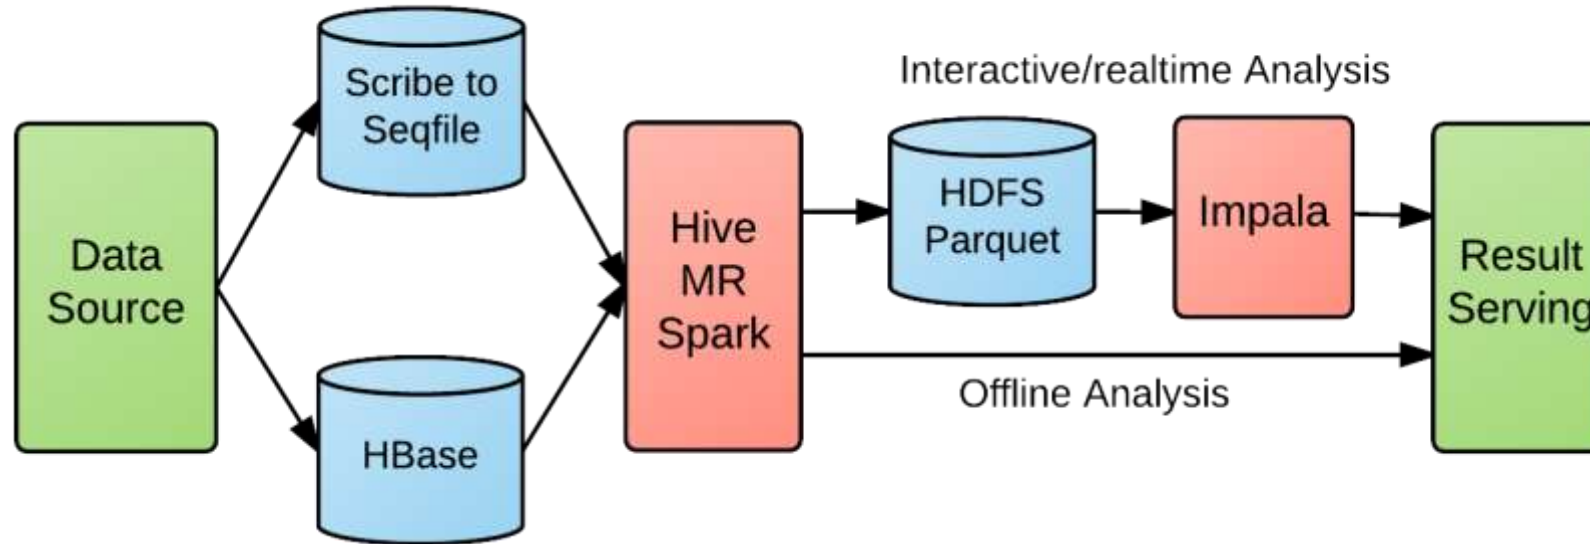 Data
Source
Scribe to
Seqfile
HBase
Hive
MR
Spark
Interactive/realtime Analysis
HDFS
Parquet
Impala
Offline Analysis
Result
Serving